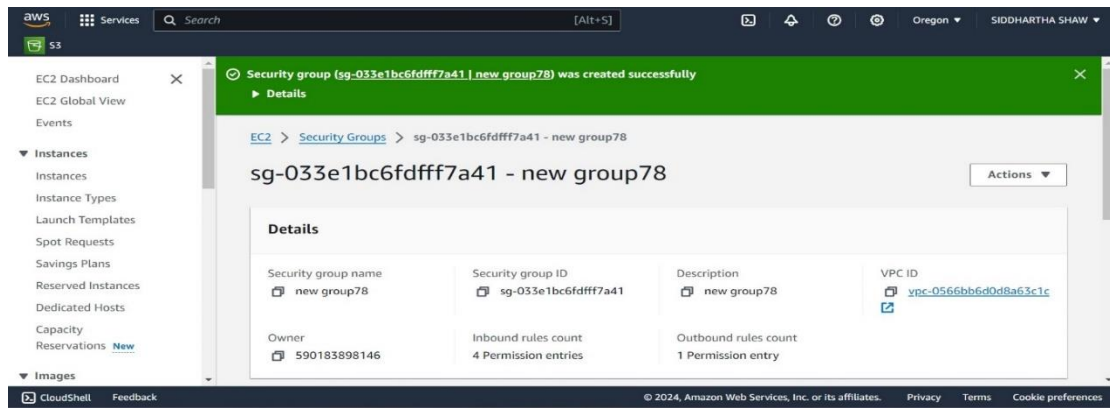 aws Services Search [Alt+S] Oregon SIDDHARTHA SHAW
S3
EC2 Dashboard
EC2 Global View
Events
Instances
Instances
Instance Types
Launch Templates
Spot Requests
Savings Plans
Reserved Instances
Dedicated Hosts
Capacity
Reservations New
Images
Security group (sg-033e1bc6fdfff7a41 | new group78) was created successfully
Details
EC2 > Security Groups > sg-033e1bc6fdfff7a41 - new group78
sg-033e1bc6fdfff7a41 - new group78
Actions
Details
Security group name
new group78
Security group ID
sg-033e1bc6fdfff7a41
Description
new group78
VPC ID
vpc-0566bb6d0d8a63c1c
Owner
590183898146
Inbound rules count
4 Permission entries
Outbound rules count
1 Permission entry
CloudShell Feedback © 2024, Amazon Web Services, Inc. or its affiliates. Privacy Terms Cookie preferences